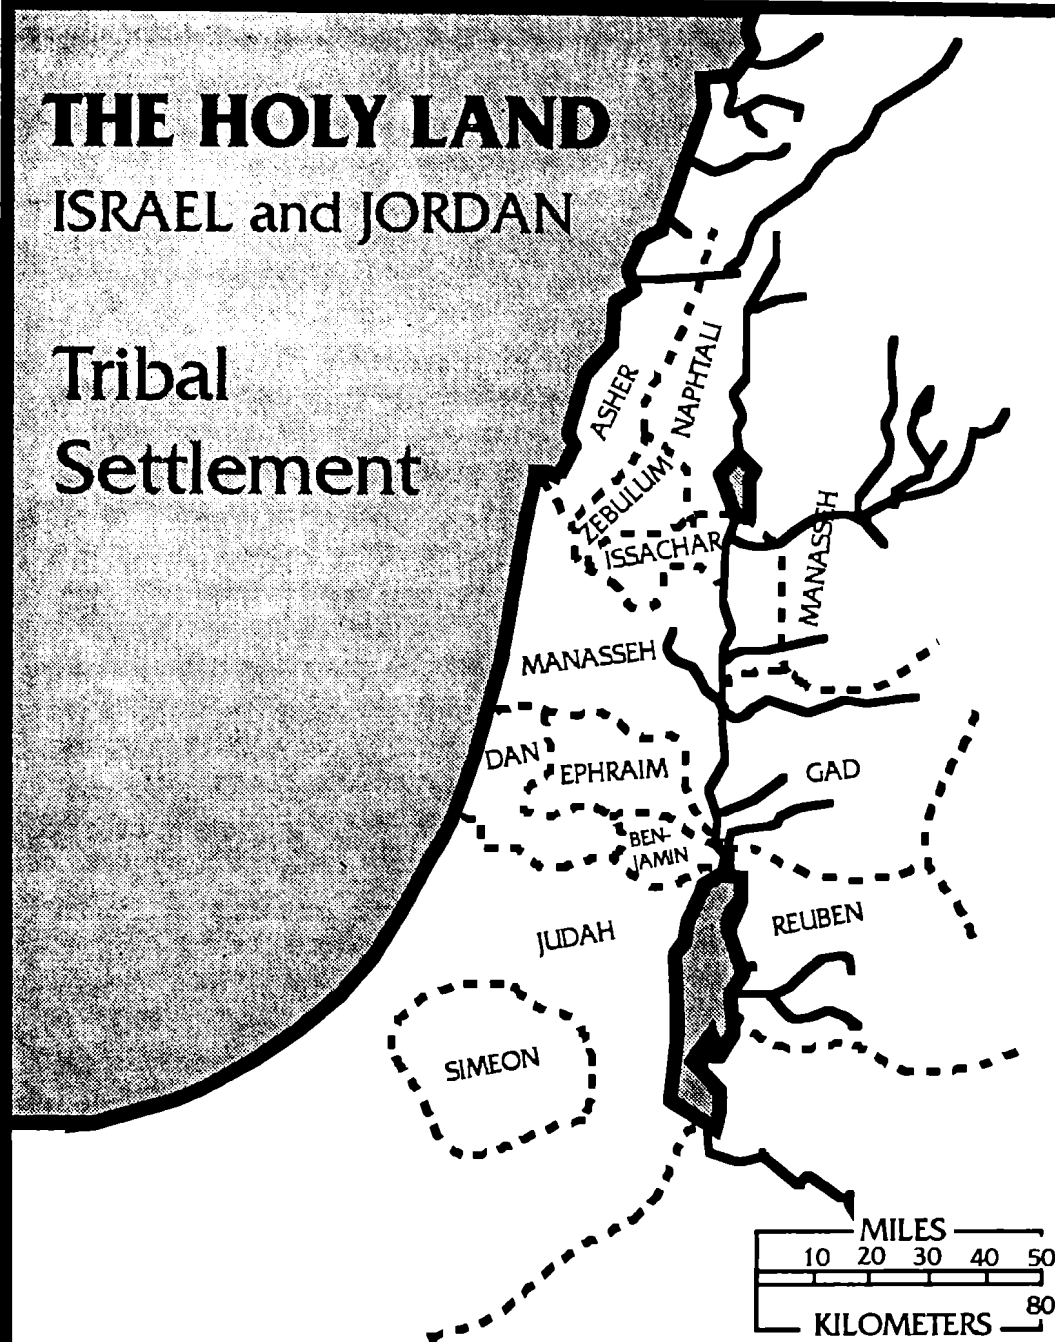 THE HOLY LAND
ISRAEL and JORDAN
Tribal
Settlement
ASHER
NAPHTALI
ZEBULUM
ISSACHAR
MANASSEH
MANASSEH
DAN
EPHRAIM
GAD
BEN-
JAMIN
JUDAH
REUBEN
SIMEON
MILES
10 20 30 40 50
80
KILOMETERS